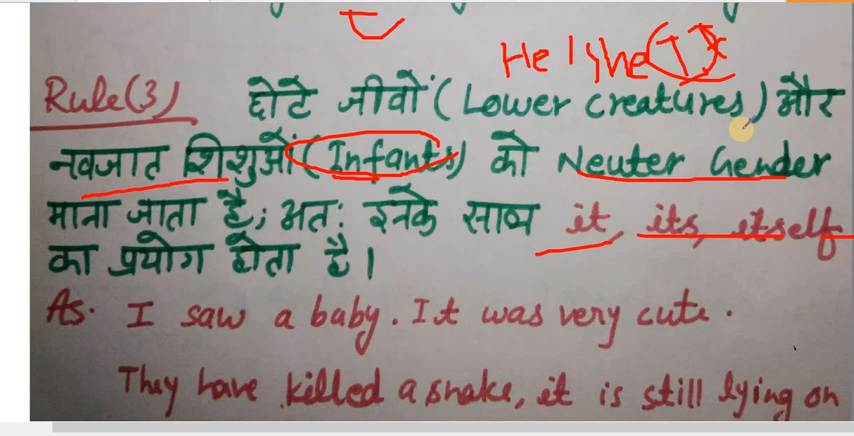 He / she (I) x
Rule(3) छोटे जीवों (Lower creatures) और
नवजात शिशुओं (Infants) को Neuter Gender
माना जाता है; अतः इनके साथ it, its, itself
का प्रयोग होता है।
As. I saw a baby. It was very cute.
They have killed a snake, it is still lying on